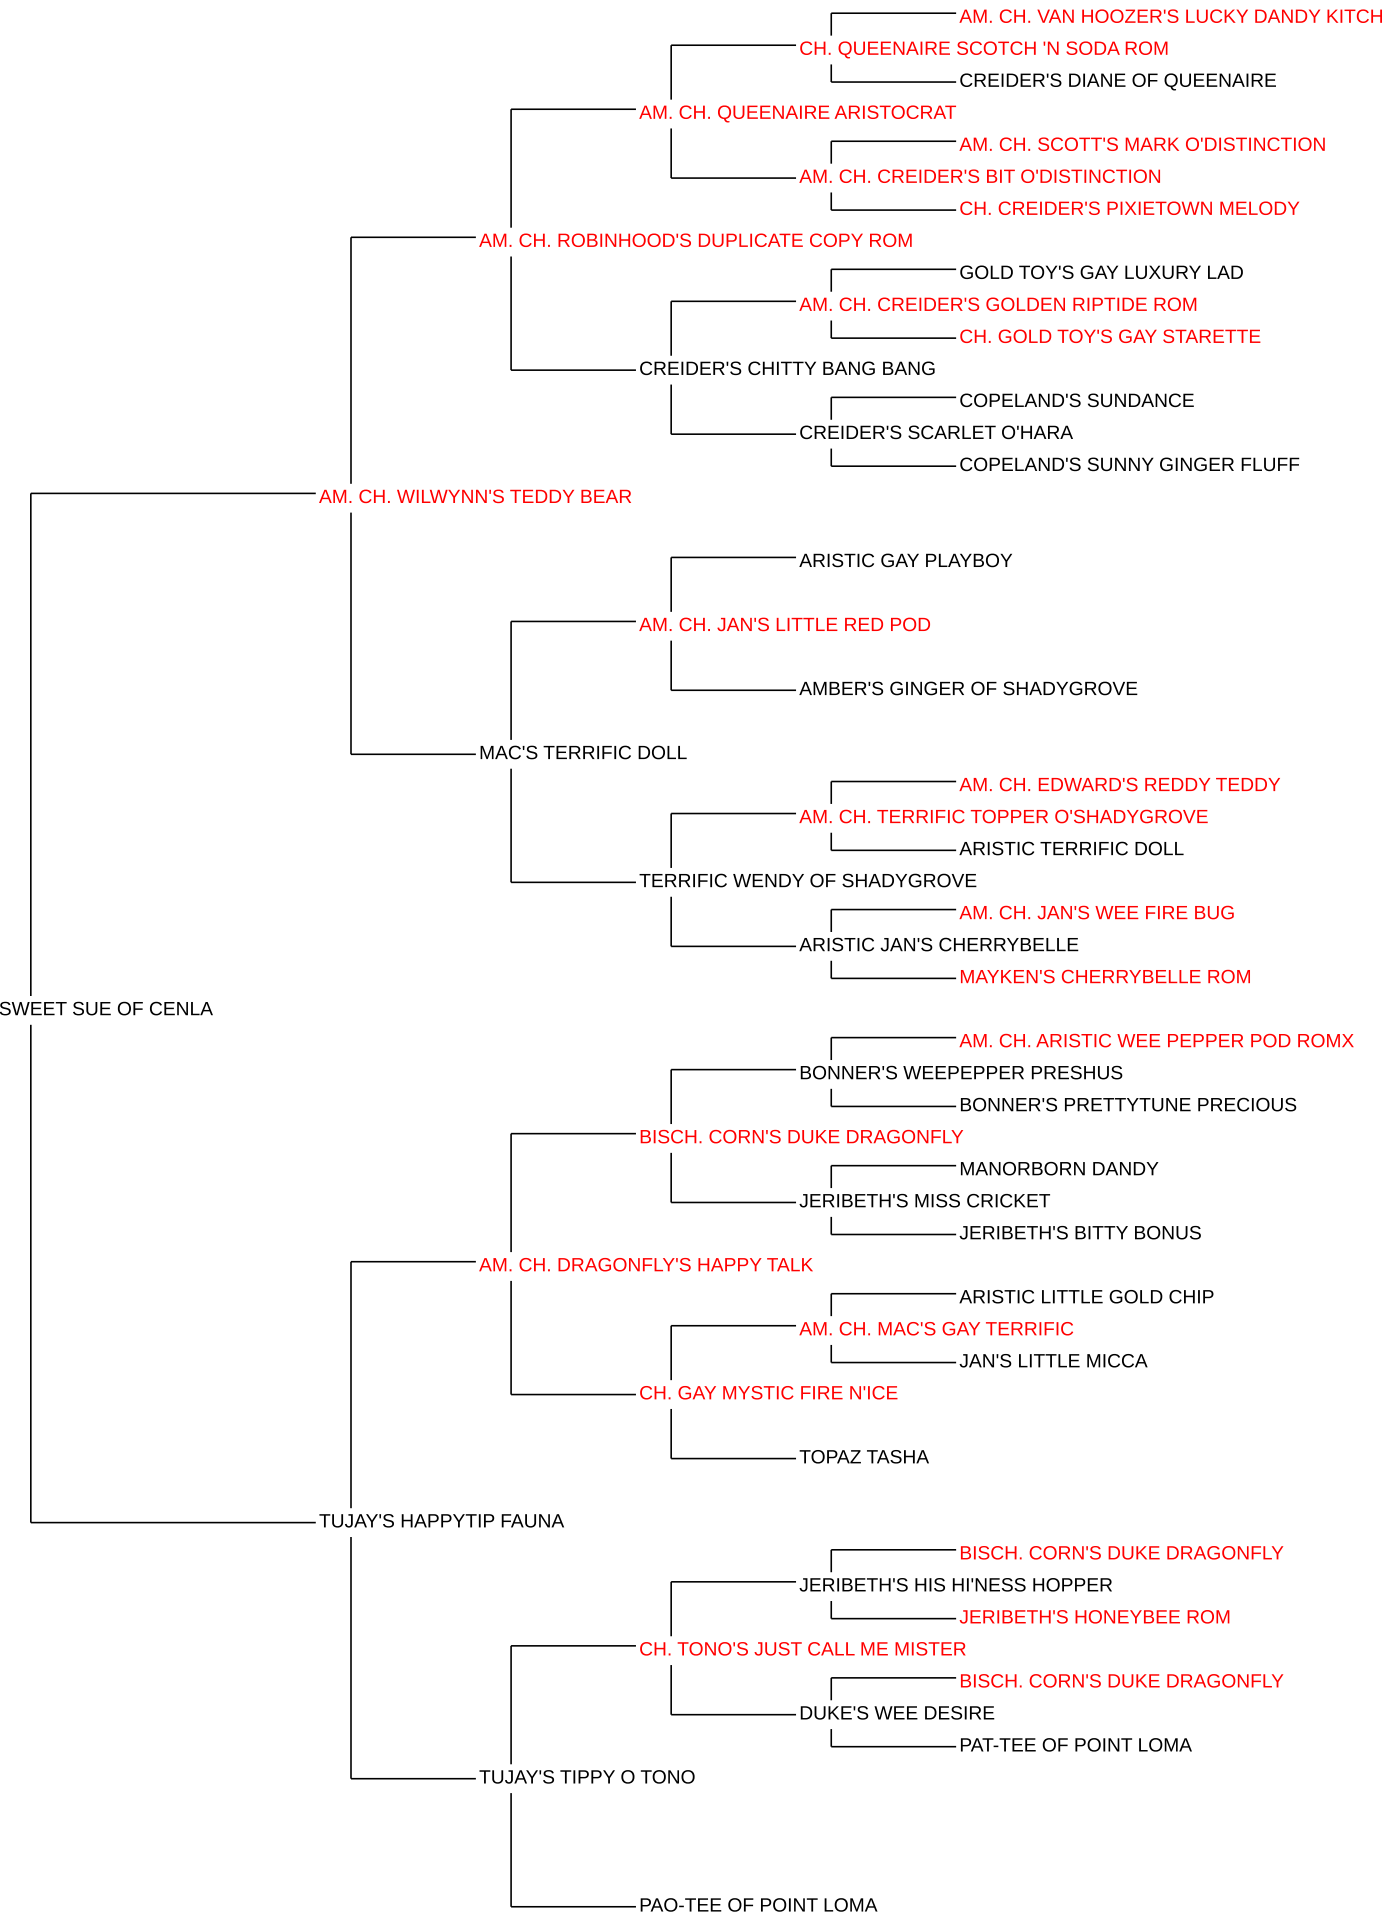 AM. CH. VAN HOOZER'S LUCKY DANDY KITCH
CH. QUEENAIRE SCOTCH 'N SODA ROM
CREIDER'S DIANE OF QUEENAIRE
AM. CH. QUEENAIRE ARISTOCRAT
AM. CH. SCOTT'S MARK O'DISTINCTION
AM. CH. CREIDER'S BIT O'DISTINCTION
CH. CREIDER'S PIXIETOWN MELODY
AM. CH. ROBINHOOD'S DUPLICATE COPY ROM
GOLD TOY'S GAY LUXURY LAD
AM. CH. CREIDER'S GOLDEN RIPTIDE ROM
CH. GOLD TOY'S GAY STARETTE
CREIDER'S CHITTY BANG BANG
COPELAND'S SUNDANCE
CREIDER'S SCARLET O'HARA
COPELAND'S SUNNY GINGER FLUFF
AM. CH. WILWYNN'S TEDDY BEAR
ARISTIC GAY PLAYBOY
AM. CH. JAN'S LITTLE RED POD
AMBER'S GINGER OF SHADYGROVE
MAC'S TERRIFIC DOLL
AM. CH. EDWARD'S REDDY TEDDY
AM. CH. TERRIFIC TOPPER O'SHADYGROVE
ARISTIC TERRIFIC DOLL
TERRIFIC WENDY OF SHADYGROVE
AM. CH. JAN'S WEE FIRE BUG
ARISTIC JAN'S CHERRYBELLE
MAYKEN'S CHERRYBELLE ROM
SWEET SUE OF CENLA
AM. CH. ARISTIC WEE PEPPER POD ROMX
BONNER'S WEEPEPPER PRESHUS
BONNER'S PRETTYTUNE PRECIOUS
BISCH. CORN'S DUKE DRAGONFLY
MANORBORN DANDY
JERIBETH'S MISS CRICKET
JERIBETH'S BITTY BONUS
AM. CH. DRAGONFLY'S HAPPY TALK
ARISTIC LITTLE GOLD CHIP
AM. CH. MAC'S GAY TERRIFIC
JAN'S LITTLE MICCA
CH. GAY MYSTIC FIRE N'ICE
TOPAZ TASHA
TUJAY'S HAPPYTIP FAUNA
BISCH. CORN'S DUKE DRAGONFLY
JERIBETH'S HIS HI'NESS HOPPER
JERIBETH'S HONEYBEE ROM
CH. TONO'S JUST CALL ME MISTER
BISCH. CORN'S DUKE DRAGONFLY
DUKE'S WEE DESIRE
PAT-TEE OF POINT LOMA
TUJAY'S TIPPY O TONO
PAO-TEE OF POINT LOMA